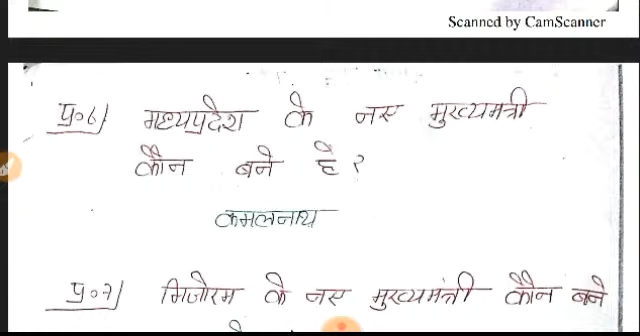 Scanned by CamScanner
प्र०6) मध्यप्रदेश के नए मुख्यमंत्री
कौन बने है?
कमलनाथ
प्र०7) मिजोरम के नए मुख्यमंत्री कौन बने